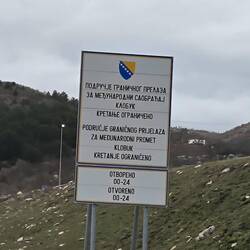 ПОДРУЧЈЕ ГРАНИЧНОГ ПРЕЛАЗА
ЗА МЕЂУНАРОДНИ САОБРАЋАЈ
КЛОБУК
КРЕТАЊЕ ОГРАНИЧЕНО
PODRUČJE GRANIČNOG PRIJELAZA
ZA MEĐUNARODNI PROMET
KLOBUK
KRETANJE OGRANIČENO
ОТВОРЕНО
00-24
OTVORENO
00-24